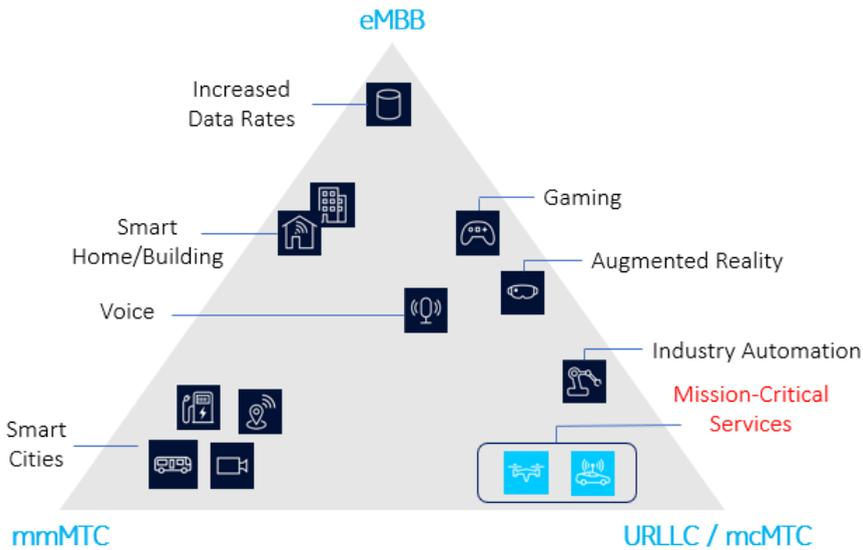 eMBB
Increased
Data Rates
Gaming
Smart
Home/Building
Augmented Reality
Voice
Industry Automation
Mission-Critical
Services
Smart
Cities
mmMTC
URLLC / mcMTC